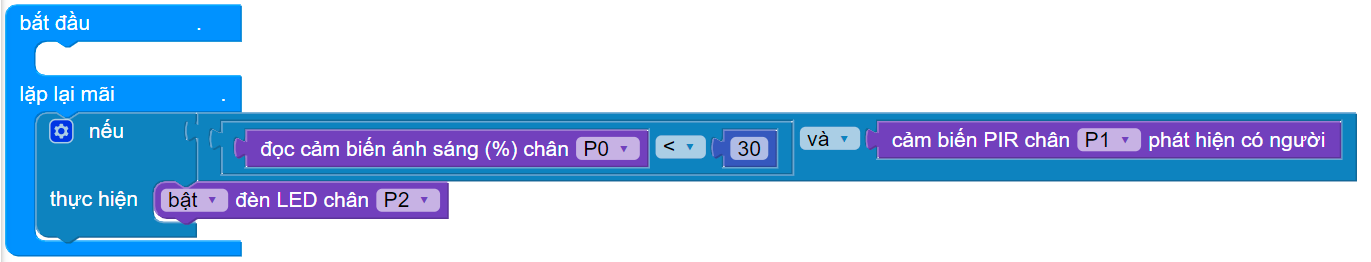 bắt đầu .
lặp lại mãi .
nếu đọc cảm biến ánh sáng (%) chân P0 < 30 và cảm biến PIR chân P1 phát hiện có người
thực hiện bật đèn LED chân P2